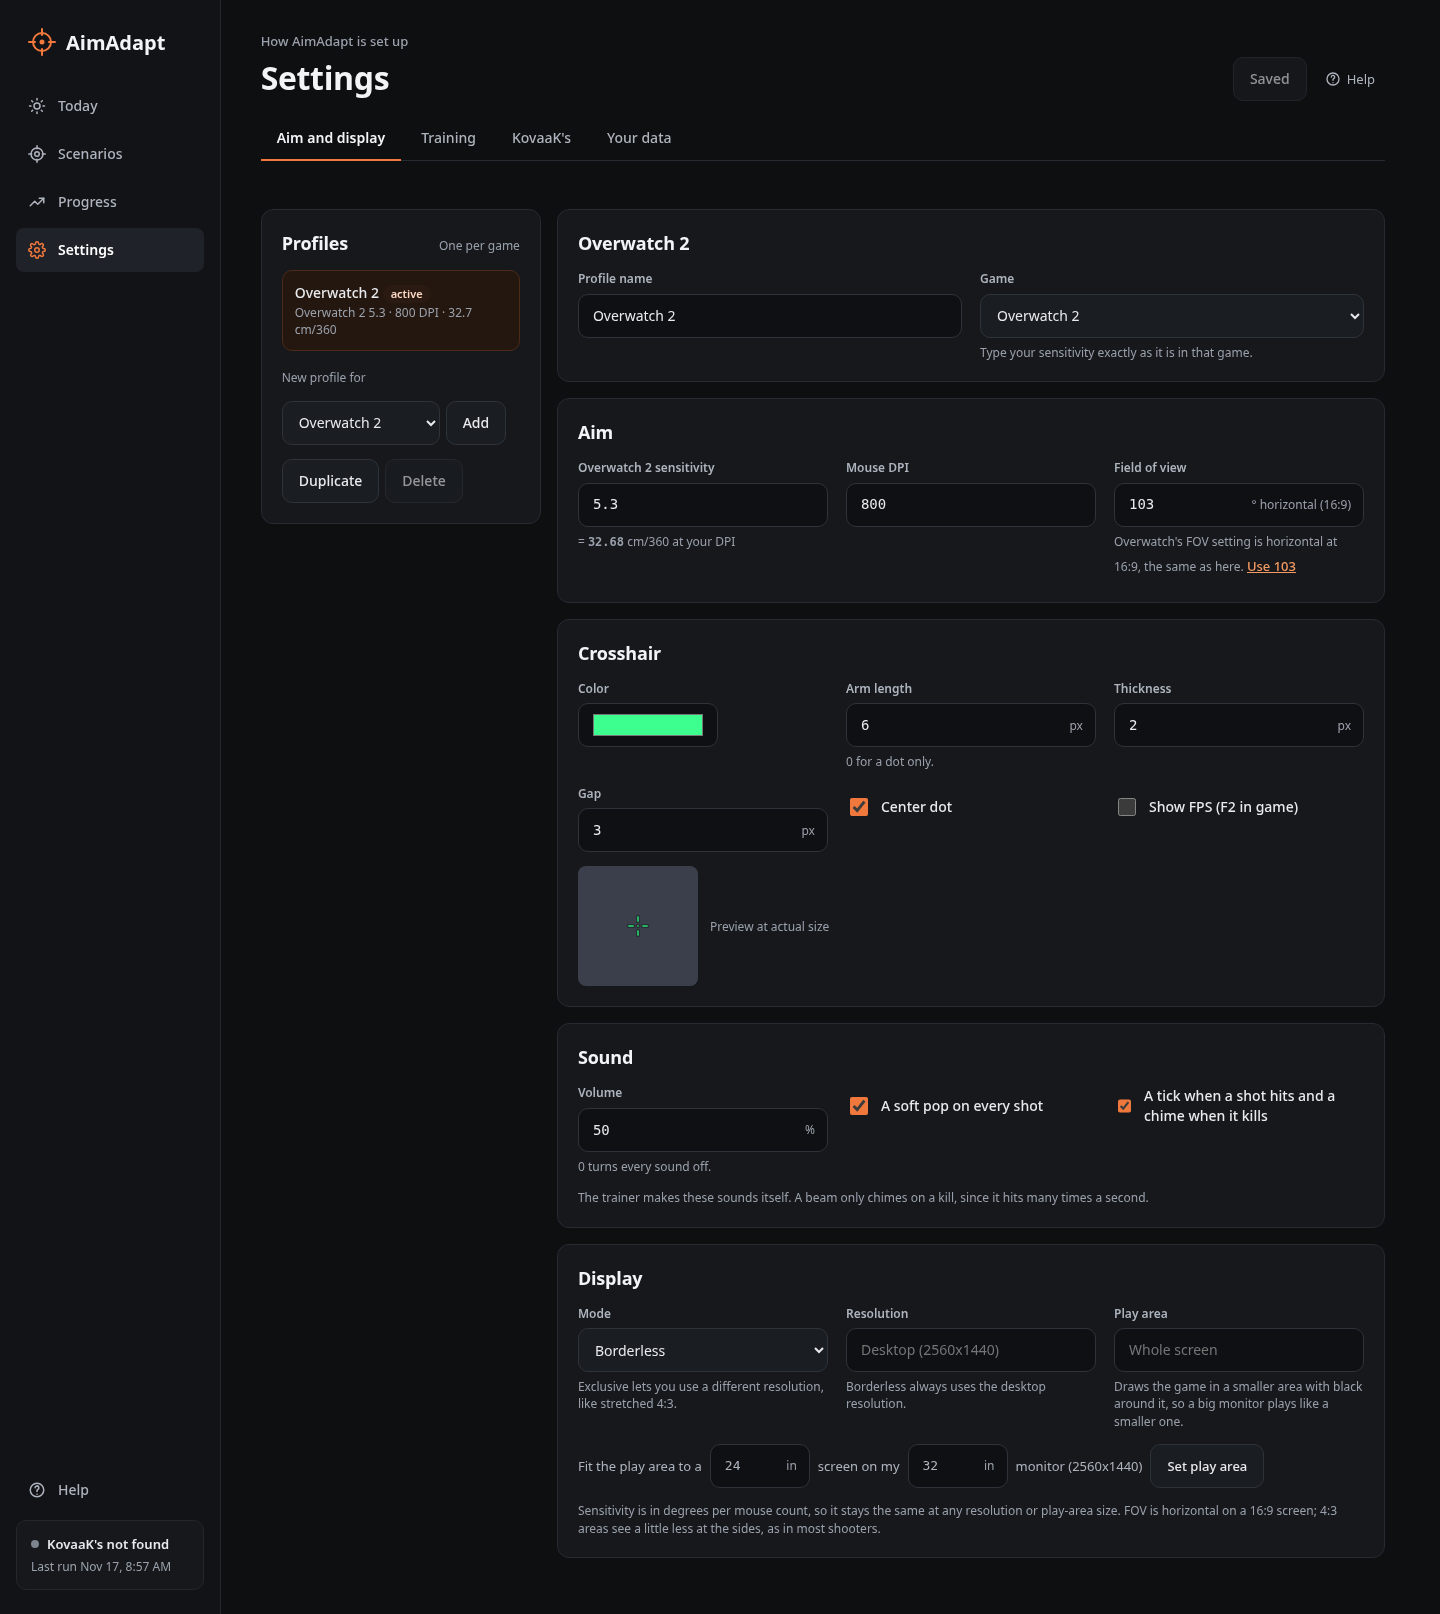 AimAdapt
Today
Scenarios
Progress
Settings
Help
KovaaK's not found
Last run Nov 17, 8:57 AM
How AimAdapt is set up
Settings
Saved
Help
Aim and display
Training
KovaaK's
Your data
Profiles
One per game
Overwatch 2 active
Overwatch 2 5.3 · 800 DPI · 32.7
cm/360
New profile for
Overwatch 2
Add
Duplicate
Delete
Overwatch 2
Profile name
Game
Overwatch 2
Overwatch 2
Type your sensitivity exactly as it is in that game.
Aim
Overwatch 2 sensitivity
Mouse DPI
Field of view
5.3
800
103 ° horizontal (16:9)
= 32.68 cm/360 at your DPI
Overwatch's FOV setting is horizontal at
16:9, the same as here. Use 103
Crosshair
Color
Arm length
Thickness
6 px
2 px
0 for a dot only.
Gap
3 px
Center dot
Show FPS (F2 in game)
Preview at actual size
Sound
Volume
50 %
A soft pop on every shot
A tick when a shot hits and a
chime when it kills
0 turns every sound off.
The trainer makes these sounds itself. A beam only chimes on a kill, since it hits many times a second.
Display
Mode
Resolution
Play area
Borderless
Desktop (2560x1440)
Whole screen
Exclusive lets you use a different resolution,
like stretched 4:3.
Borderless always uses the desktop
resolution.
Draws the game in a smaller area with black
around it, so a big monitor plays like a
smaller one.
Fit the play area to a 24 in screen on my 32 in monitor (2560x1440) Set play area
Sensitivity is in degrees per mouse count, so it stays the same at any resolution or play-area size. FOV is horizontal on a 16:9 screen; 4:3
areas see a little less at the sides, as in most shooters.